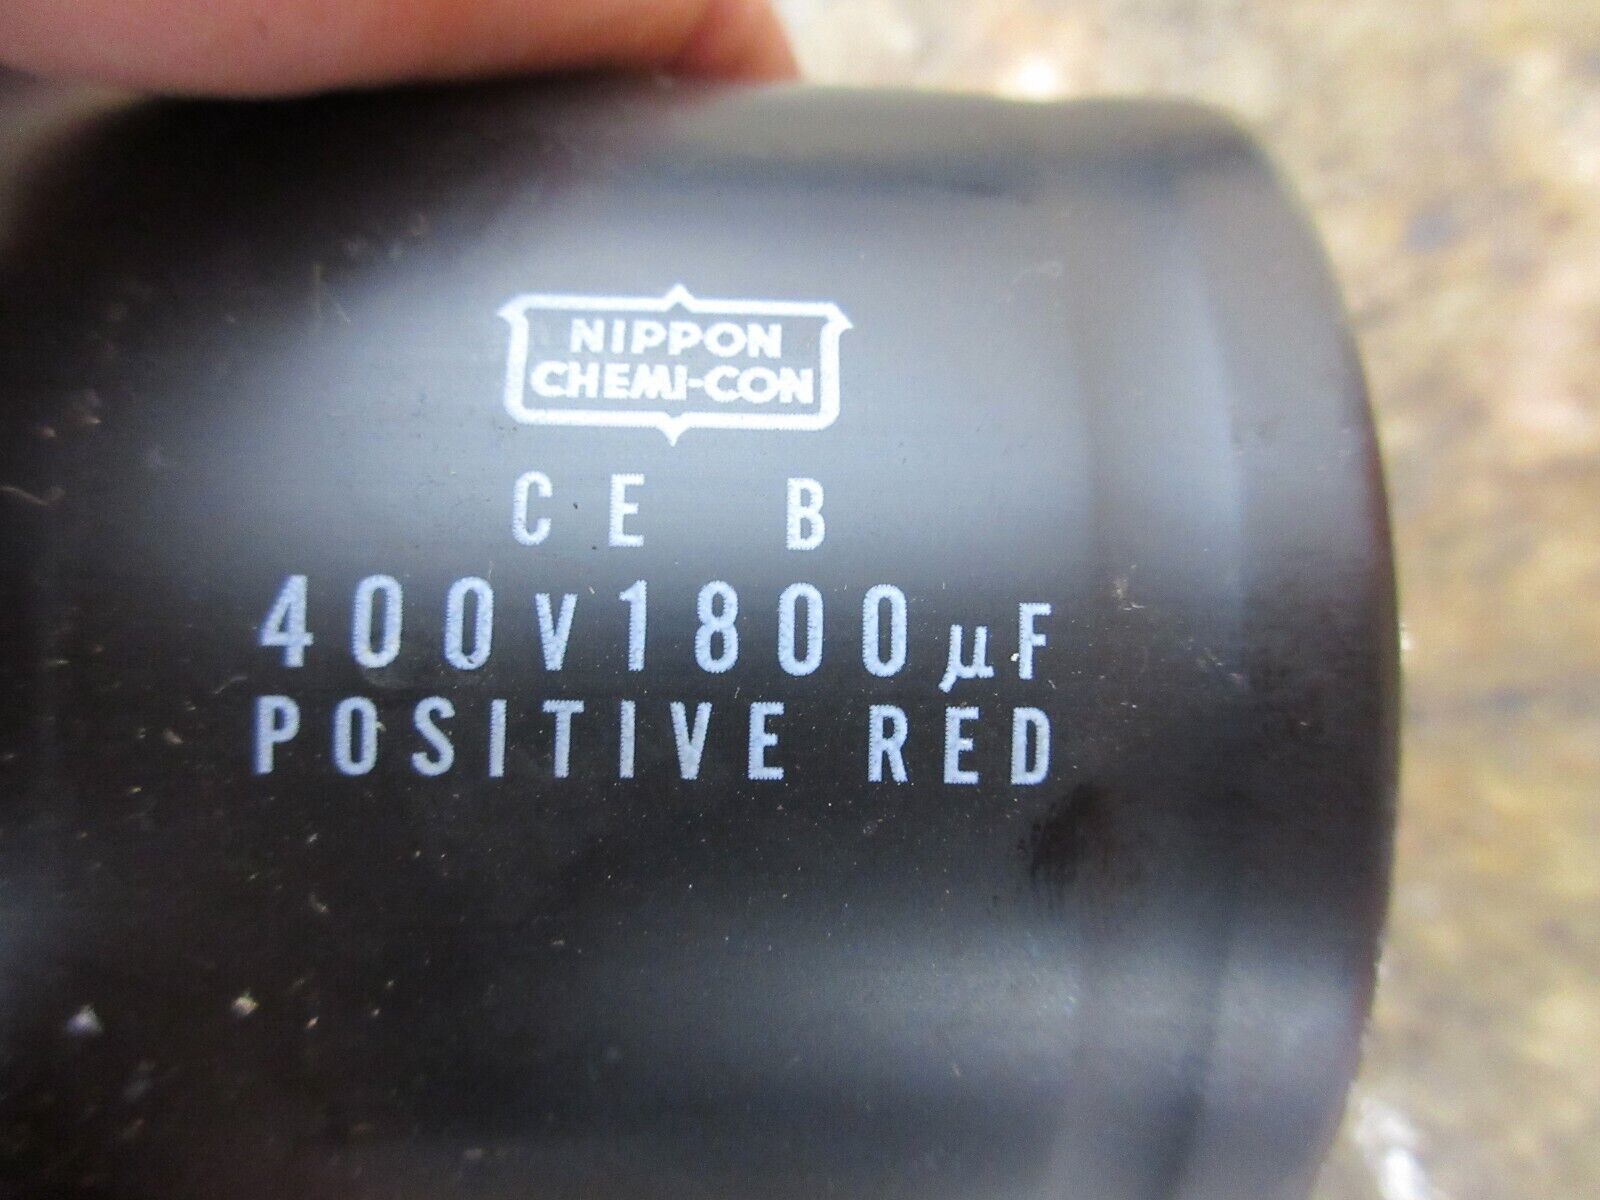 NIPPON
CHEMI-CON
CE B
400V1800μF
POSITIVE RED